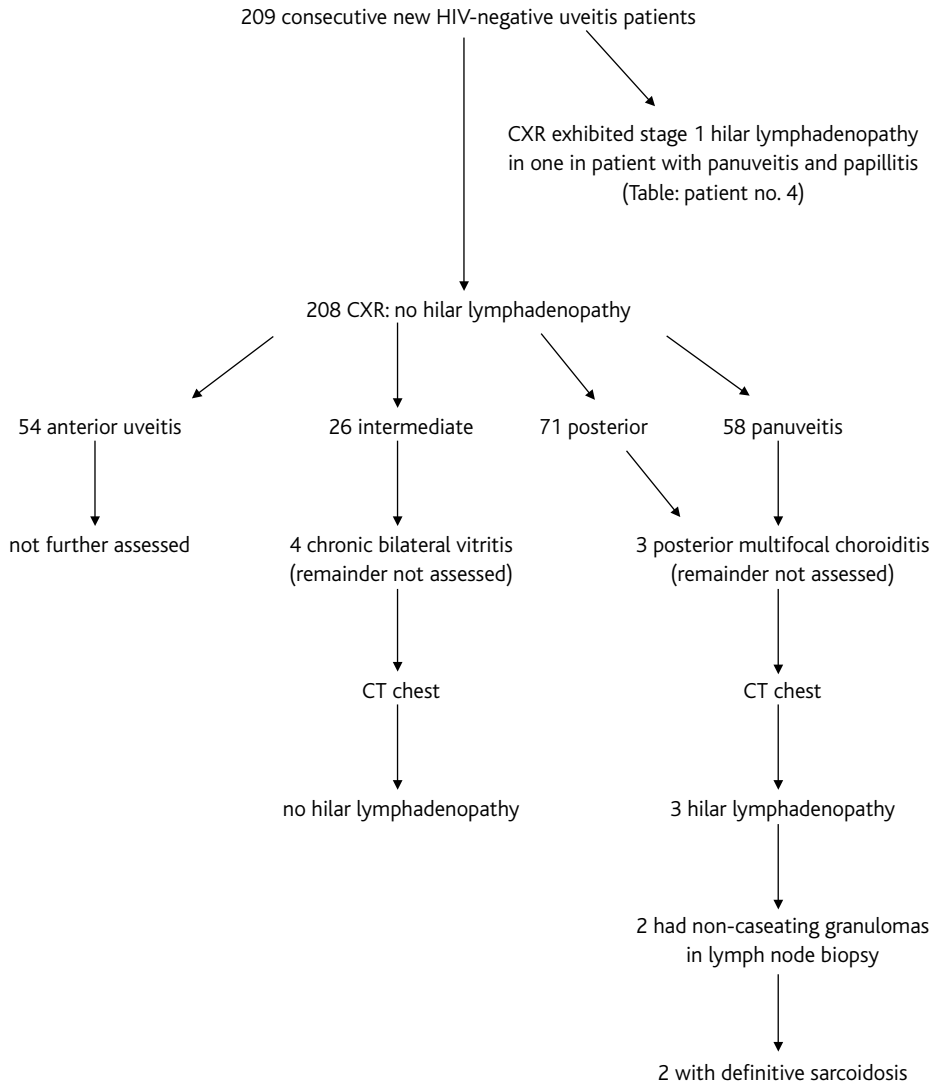 209 consecutive new HIV-negative uveitis patients
CXR exhibited stage 1 hilar lymphadenopathy
in one in patient with panuveitis and papillitis
(Table: patient no. 4)
208 CXR: no hilar lymphadenopathy
54 anterior uveitis
26 intermediate
71 posterior
58 panuveitis
not further assessed
4 chronic bilateral vitritis
(remainder not assessed)
3 posterior multifocal choroiditis
(remainder not assessed)
CT chest
CT chest
no hilar lymphadenopathy
3 hilar lymphadenopathy
2 had non-caseating granulomas
in lymph node biopsy
2 with definitive sarcoidosis